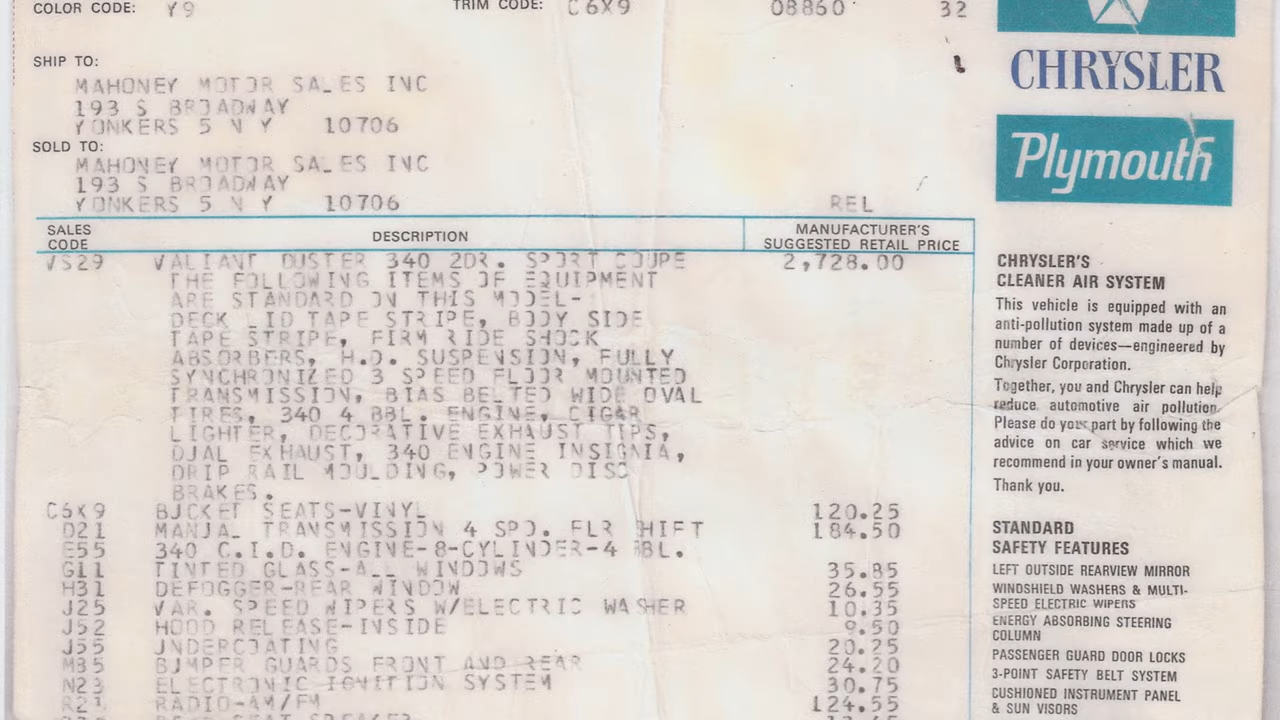 COLOR CODE: Y9 TRIM CODE: C6X9 08860 32
SHIP TO:
MAHONEY MOTOR SALES INC
193 S BROADWAY
YONKERS 5 N Y 10706
SOLD TO:
MAHONEY MOTOR SALES INC
193 S BROADWAY
YONKERS 5 N Y 10706 REL
SALES CODE DESCRIPTION MANUFACTURER'S SUGGESTED RETAIL PRICE
VS29 VALIANT DUSTER 340 2DR. SPORT COUPE 2,728.00
THE FOLLOWING ITEMS OF EQUIPMENT
ARE STANDARD ON THIS MODEL-
DECK LID TAPE STRIPE, BODY SIDE
TAPE STRIPE, FIRM RIDE SHOCK
ABSORBERS, H.D. SUSPENSION, FULLY
SYNCHRONIZED 3 SPEED FLOOR MOUNTED
TRANSMISSION, BIAS BELTED WIDE OVAL
TIRES, 340 4 BBL. ENGINE, CIGAR
LIGHTER, DECORATIVE EXHAUST TIPS,
DUAL EXHAUST, 340 ENGINE INSIGNIA,
DRIP RAIL MOULDING, POWER DISC
BRAKES.
C6X9 BUCKET SEATS-VINYL 120.25
D21 MANUAL TRANSMISSION 4 SPD. FLR SHIFT 184.50
E55 340 C.I.D. ENGINE-8-CYLINDER-4 BBL.
G11 TINTED GLASS-ALL WINDOWS 35.85
H31 DEFOGGER-REAR WINDOW 26.55
J25 VAR. SPEED WIPERS W/ELECTRIC WASHER 10.35
J52 HOOD RELEASE-INSIDE 9.50
J55 UNDERCOATING 20.25
M85 BUMPER GUARDS FRONT AND REAR 24.20
N23 ELECTRONIC IGNITION SYSTEM 30.75
R21 RADIO-AM/FM 124.55
REAR SEAT SPEAKER
CHRYSLER
Plymouth
CHRYSLER'S
CLEANER AIR SYSTEM
This vehicle is equipped with an
anti-pollution system made up of a
number of devices—engineered by
Chrysler Corporation.
Together, you and Chrysler can help
reduce automotive air pollution.
Please do your part by following the
advice on car service which we
recommend in your owner's manual.
Thank you.
STANDARD
SAFETY FEATURES
LEFT OUTSIDE REARVIEW MIRROR
WINDSHIELD WASHERS & MULTI-
SPEED ELECTRIC WIPERS
ENERGY ABSORBING STEERING
COLUMN
PASSENGER GUARD DOOR LOCKS
3-POINT SAFETY BELT SYSTEM
CUSHIONED INSTRUMENT PANEL
& SUN VISORS